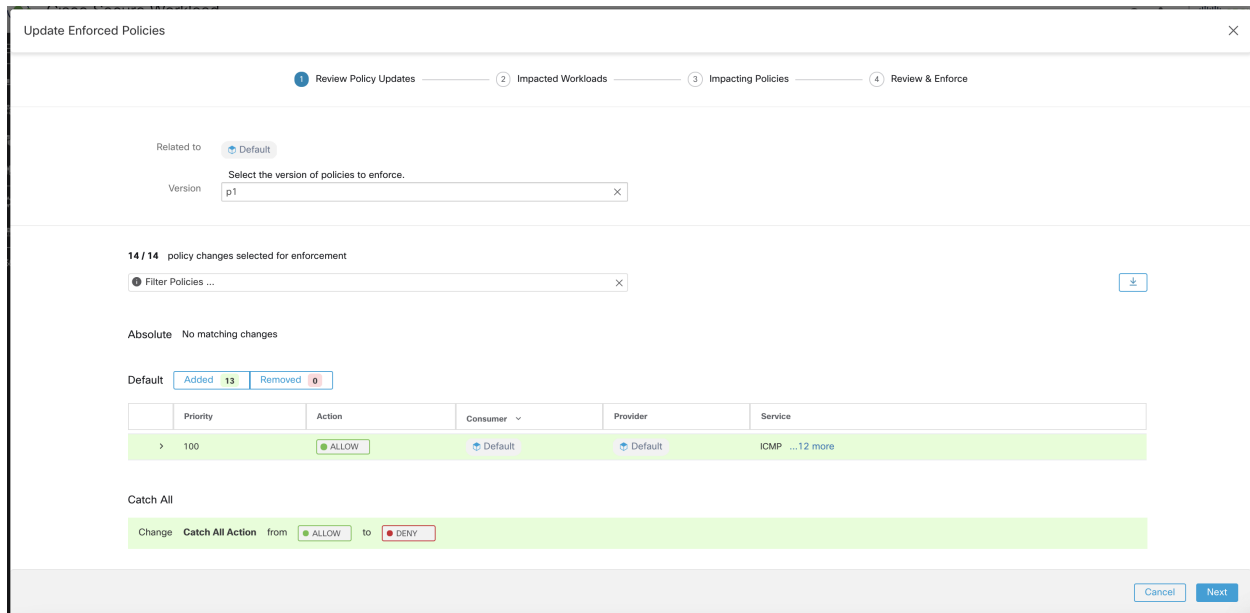 Update Enforced Policies
1 Review Policy Updates 2 Impacted Workloads 3 Impacting Policies 4 Review & Enforce
Related to Default
Select the version of policies to enforce.
Version p1
14 / 14 policy changes selected for enforcement
Filter Policies ...
Absolute No matching changes
Default Added 13 Removed 0
Priority Action Consumer Provider Service
100 ALLOW Default Default ICMP ...12 more
Catch All
Change Catch All Action from ALLOW to DENY
Cancel Next